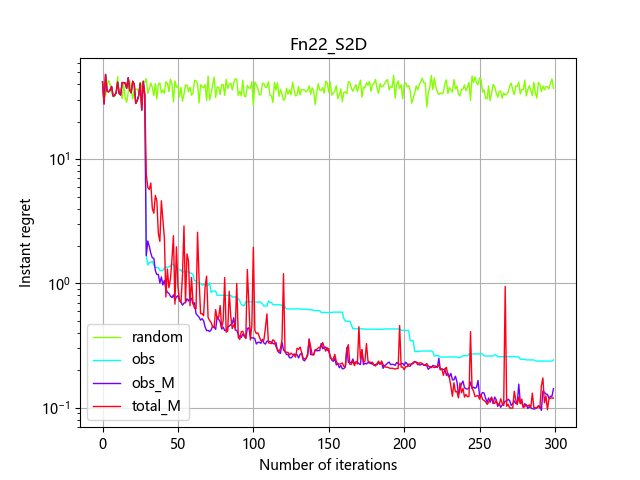 Fn22_S2D
Instant regret
10¹
10⁰
10⁻¹
random
obs
obs_M
total_M
0 50 100 150 200 250 300
Number of iterations